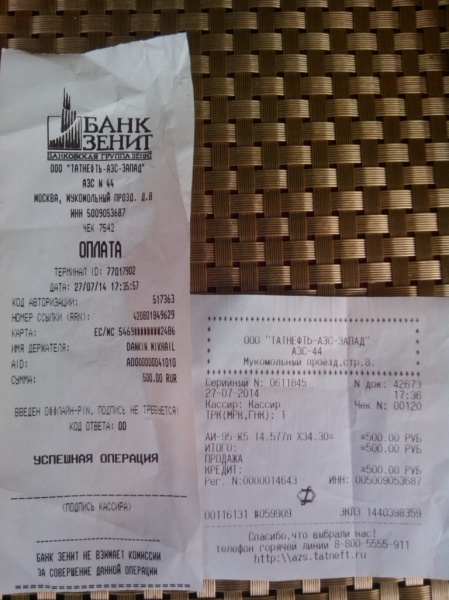 БАНК
ЗЕНИТ
БАНКОВСКАЯ ГРУППА ЗЕНИТ
ООО "ТАТНЕФТЬ-АЗС-ЗАПАД"
АЗС N 44
МОСКВА, МУКОМОЛЬНЫЙ ПРОЗД. Д.8
ИНН 5009053687
ЧЕК 7542
ОПЛАТА
ТЕРМИНАЛ ID: 77017902
ДАТА: 27/07/14 17:35:57
КОД АВТОРИЗАЦИИ: 517363
НОМЕР ССЫЛКИ (RRN): 420801849629
КАРТА: EC/MC 5469########2486
ИМЯ ДЕРЖАТЕЛЯ: DANKIN MIKHAIL
AID: A0000000041010
СУММА: 500.00 RUR
ВВЕДЕН ОФФЛАЙН-PIN, ПОДПИСЬ НЕ ТРЕБУЕТСЯ!
КОД ОТВЕТА: 00
УСПЕШНАЯ ОПЕРАЦИЯ
(ПОДПИСЬ КАССИРА)
БАНК ЗЕНИТ НЕ ВЗИМАЕТ КОМИССИИ
ЗА СОВЕРШЕНИЕ ДАННОЙ ОПЕРАЦИИ
ООО "ТАТНЕФТЬ-АЗС-ЗАПАД"
АЗС-44
Мукомольный проезд,стр.8.
Серийный N: 0611845 N док: 42673
27-07-2014 17:36
Кассир: Кассир Чек N: 00120
ТРК(МРК,ГНК): 1
АИ-95-К5 14.577л X34.30= =500.00 РУБ
ИТОГО: =500.00 РУБ
ПРОДАЖА
КРЕДИТ: =500.00 РУБ
Рег. N:0000014643 ИНН: 005009053687
00116131 #059909 ЭКЛЗ 1440398359
Спасибо,что выбрали нас!
телефон горячей линии 8-800-5555-911
http:\\azs.tatneft.ru